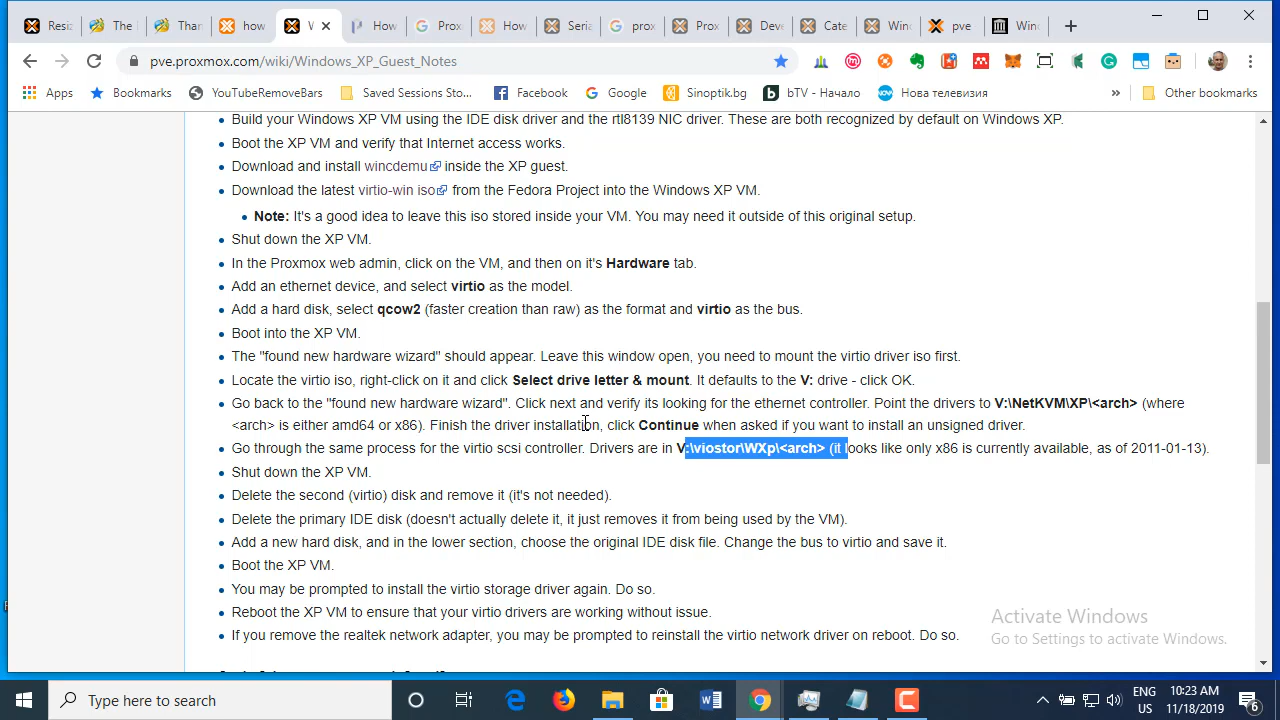 Resi
The
Than
how
W
How
Prox
How
Seria
prox
Prox
Deve
Cate
Wind
pve
Wind
pve.proxmox.com/wiki/Windows_XP_Guest_Notes
Apps
Bookmarks
YouTubeRemoveBars
Saved Sessions Sto...
Facebook
Google
Sinoptik.bg
bTV - Начало
Нова телевизия
»
Other bookmarks
Build your Windows XP VM using the IDE disk driver and the rtl8139 NIC driver. These are both recognized by default on Windows XP.
Boot the XP VM and verify that Internet access works.
Download and install wincdemu inside the XP guest.
Download the latest virtio-win iso from the Fedora Project into the Windows XP VM.
Note: It's a good idea to leave this iso stored inside your VM. You may need it outside of this original setup.
Shut down the XP VM.
In the Proxmox web admin, click on the VM, and then on it's Hardware tab.
Add an ethernet device, and select virtio as the model.
Add a hard disk, select qcow2 (faster creation than raw) as the format and virtio as the bus.
Boot into the XP VM.
The "found new hardware wizard" should appear. Leave this window open, you need to mount the virtio driver iso first.
Locate the virtio iso, right-click on it and click Select drive letter & mount. It defaults to the V: drive - click OK.
Go back to the "found new hardware wizard". Click next and verify its looking for the ethernet controller. Point the drivers to V:\NetKVM\XP\<arch> (where
<arch> is either amd64 or x86). Finish the driver installation, click Continue when asked if you want to install an unsigned driver.
Go through the same process for the virtio scsi controller. Drivers are in V:\viostor\WXp\<arch> (it looks like only x86 is currently available, as of 2011-01-13).
Shut down the XP VM.
Delete the second (virtio) disk and remove it (it's not needed).
Delete the primary IDE disk (doesn't actually delete it, it just removes it from being used by the VM).
Add a new hard disk, and in the lower section, choose the original IDE disk file. Change the bus to virtio and save it.
Boot the XP VM.
You may be prompted to install the virtio storage driver again. Do so.
Reboot the XP VM to ensure that your virtio drivers are working without issue.
If you remove the realtek network adapter, you may be prompted to reinstall the virtio network driver on reboot. Do so.
Activate Windows
Go to Settings to activate Windows.
Type here to search
ENG
US
10:23 AM
11/18/2019
6